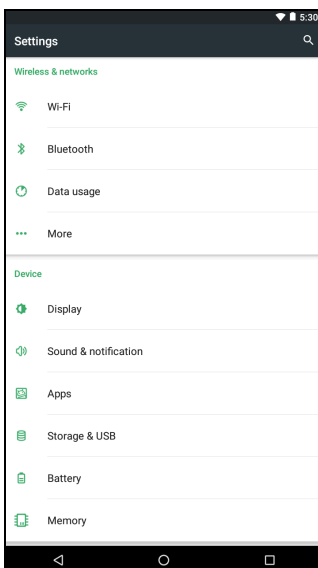 5:30
Settings
Wireless & networks
Wi-Fi
Bluetooth
Data usage
More
Device
Display
Sound & notification
Apps
Storage & USB
Battery
Memory